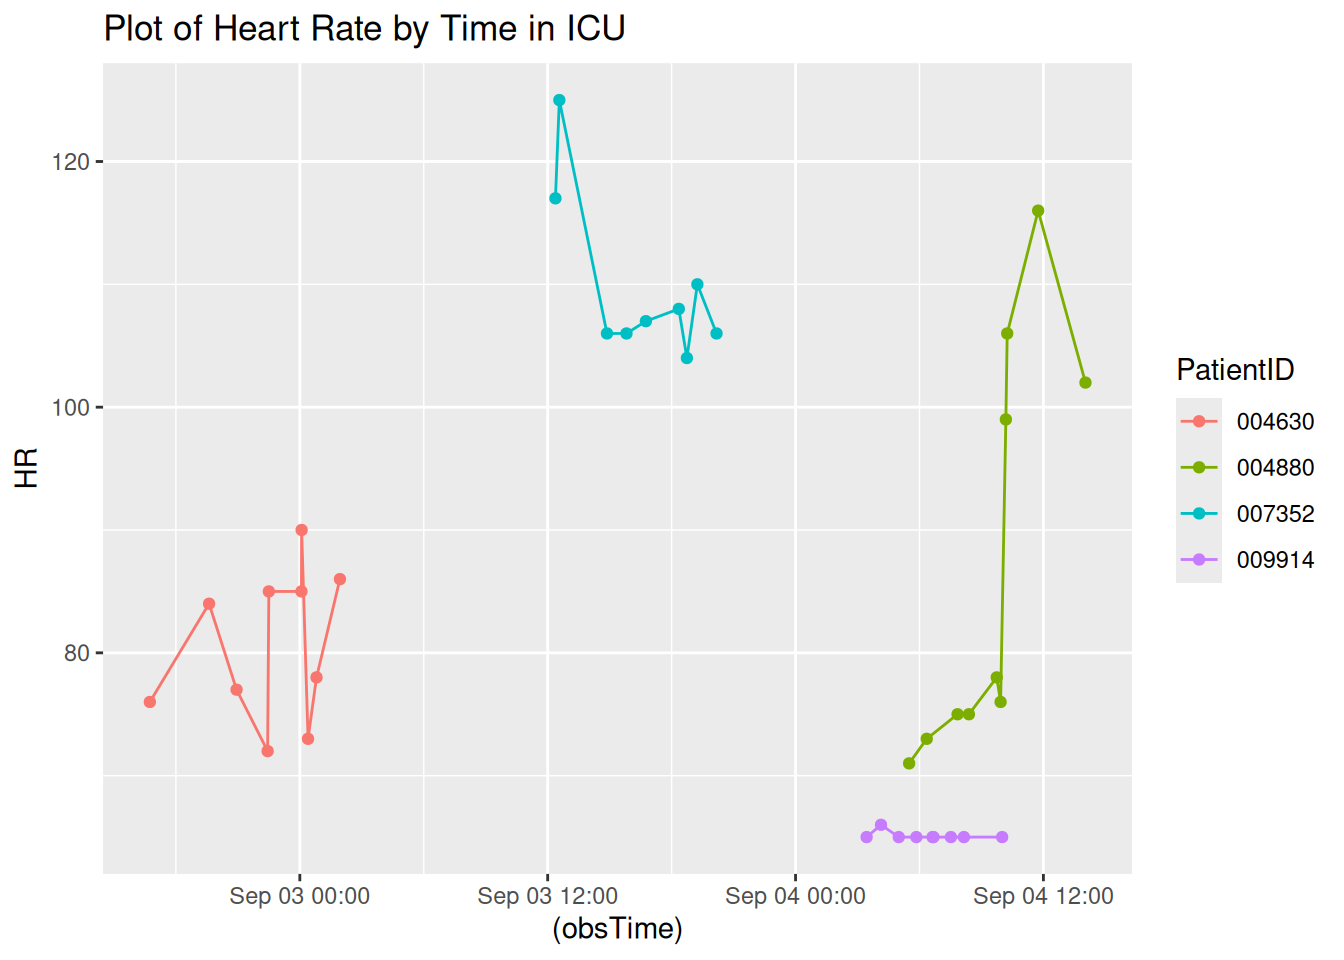 Plot of Heart Rate by Time in ICU
120
100
80
HR
Sep 03 00:00
Sep 03 12:00
Sep 04 00:00
Sep 04 12:00
(obsTime)
PatientID
004630
004880
007352
009914